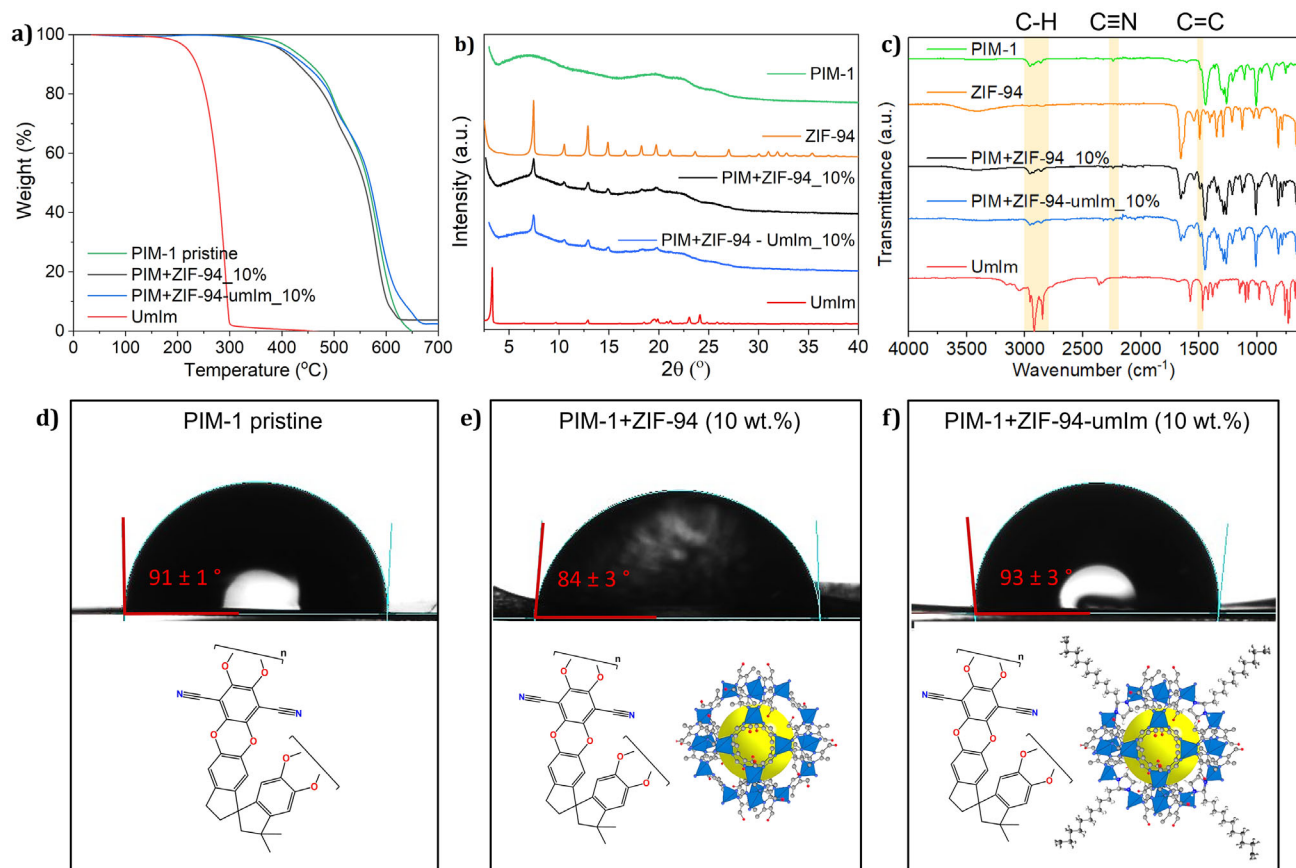 a)
100
80
60
40
20
0
Weight (%)
PIM-1 pristine
PIM+ZIF-94_10%
PIM+ZIF-94-umIm_10%
UmIm
0 100 200 300 400 500 600 700
Temperature (°C)
b)
Intensity (a.u.)
PIM-1
ZIF-94
PIM+ZIF-94_10%
PIM+ZIF-94 - UmIm_10%
UmIm
5 10 15 20 25 30 35 40
2θ (°)
C-H C≡N C=C
c)
Transmittance (a.u.)
PIM-1
ZIF-94
PIM+ZIF-94_10%
PIM+ZIF-94-umIm_10%
UmIm
4000 3500 3000 2500 2000 1500 1000
Wavenumber (cm⁻¹)
d)
PIM-1 pristine
91 ± 1 °
n
O O
N
N
O O
O
O
e)
PIM-1+ZIF-94 (10 wt.%)
84 ± 3 °
n
O O
N
N
O O
O
O
f)
PIM-1+ZIF-94-umIm (10 wt.%)
93 ± 3 °
n
O O
N
N
O O
O
O